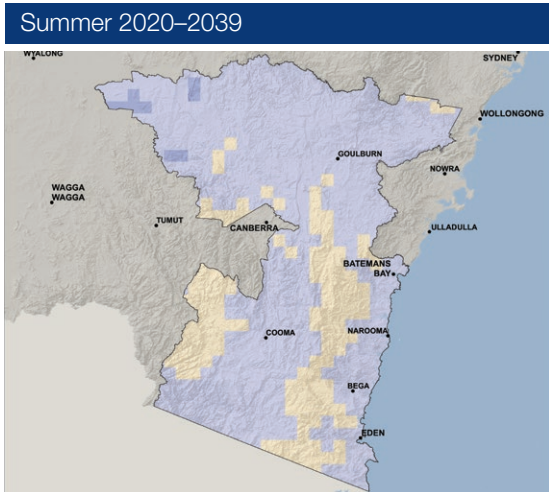 Summer 2020–2039
WYALONG
SYDNEY
WOLLONGONG
GOULBURN
NOWRA
WAGGA
WAGGA
TUMUT
CANBERRA
ULLADULLA
BATEMANS
BAY
COOMA
NAROOMA
BEGA
EDEN